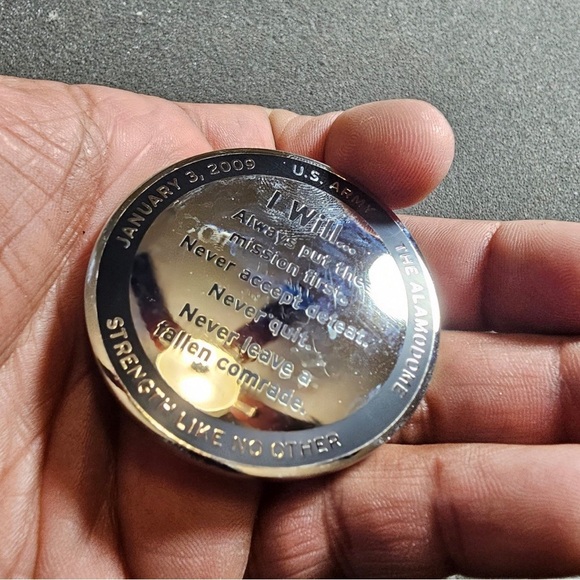 JANUARY 3, 2009
U.S. ARMY
THE ALAMODOME
STRENGTH LIKE NO OTHER
I Will...
Always put the
mission first.
Never accept defeat.
Never quit.
Never leave a
fallen comrade.